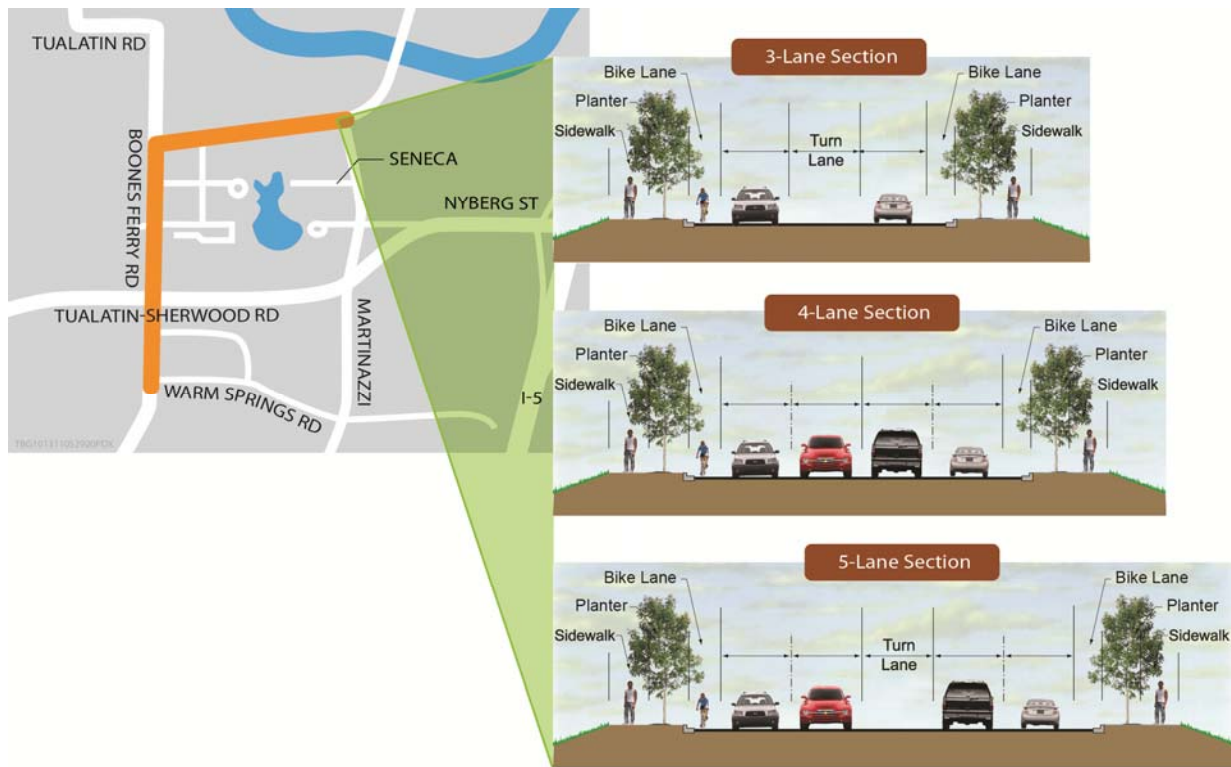 TUALATIN RD
BOONES FERRY RD
SENECA
NYBERG ST
TUALATIN-SHERWOOD RD
MARTINAZZI
WARM SPRINGS RD
I-5
3-Lane Section
Bike Lane
Planter
Sidewalk
Turn
Lane
Bike Lane
Planter
Sidewalk
4-Lane Section
Bike Lane
Planter
Sidewalk
Bike Lane
Planter
Sidewalk
5-Lane Section
Bike Lane
Planter
Sidewalk
Turn
Lane
Bike Lane
Planter
Sidewalk